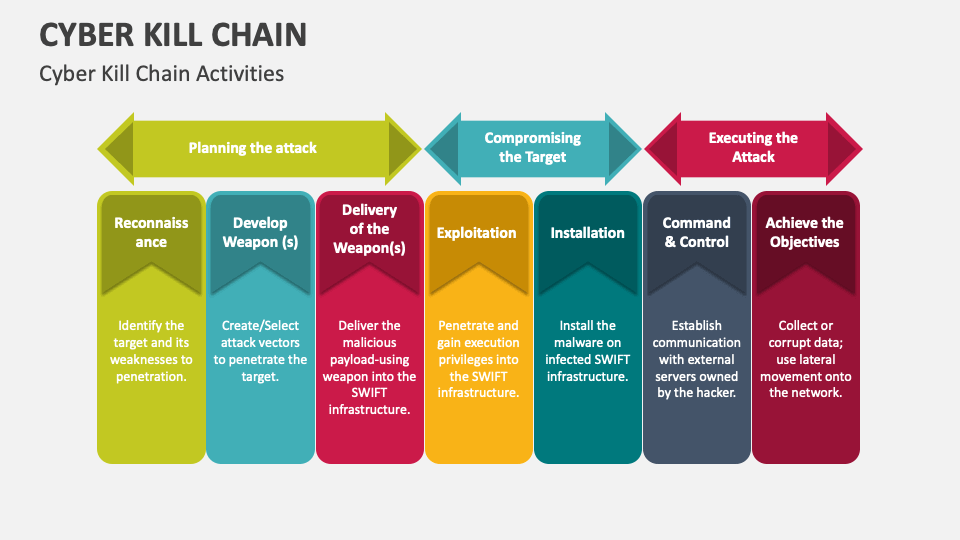 CYBER KILL CHAIN
Cyber Kill Chain Activities
Planning the attack
Compromising
the Target
Executing the
Attack
Reconnaiss
ance
Identify the
target and its
weaknesses to
penetration.
Develop
Weapon (s)
Create/Select
attack vectors
to penetrate the
target.
Delivery
of the
Weapon(s)
Deliver the
malicious
payload-using
weapon into the
SWIFT
infrastructure.
Exploitation
Penetrate and
gain execution
privileges into
the SWIFT
infrastructure.
Installation
Install the
malware on
infected SWIFT
infrastructure.
Command
& Control
Establish
communication
with external
servers owned
by the hacker.
Achieve the
Objectives
Collect or
corrupt data;
use lateral
movement onto
the network.